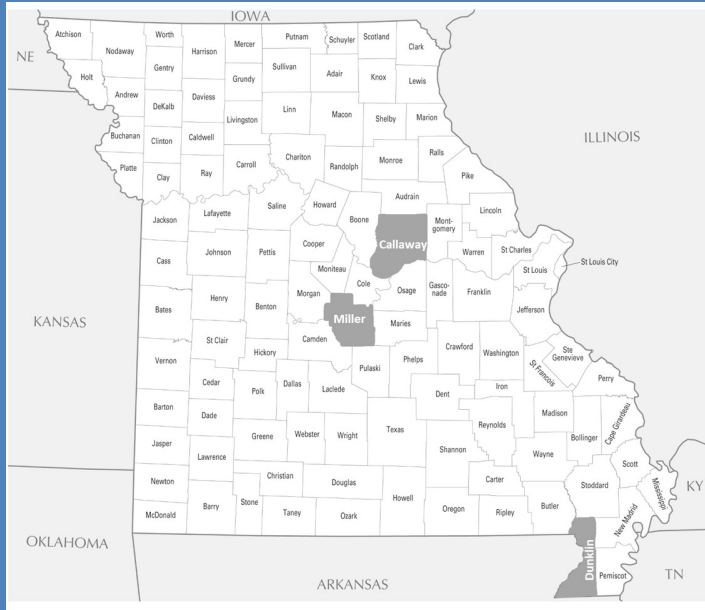 IOWA
Atchison
Nodaway
Worth
Harrison
Mercer
Putnam
Schuyler
Scotland
Clark
NE
Holt
Gentry
Andrew
DeKalb
Daviess
Grundy
Sullivan
Adair
Knox
Lewis
Livingston
Linn
Macon
Shelby
Marion
Buchanan
Clinton
Caldwell
Platte
Clay
Ray
Carroll
Chariton
Randolph
Monroe
Ralls
Pike
ILLINOIS
Jackson
Lafayette
Saline
Howard
Boone
Audrain
Callaway
Mont-
gomery
Lincoln
Warren
St Charles
St Louis
St Louis City
Cass
Johnson
Pettis
Cooper
Moniteau
Cole
Osage
Gasco-
nade
Franklin
Jefferson
KANSAS
Bates
Henry
Benton
Morgan
Miller
Maries
Camden
Vernon
St Clair
Hickory
Pulaski
Phelps
Crawford
Washington
St Francois
Ste
Genevieve
Perry
Cedar
Polk
Dallas
Laclede
Dent
Iron
Barton
Dade
Madison
Bollinger
Cape Girardeau
Jasper
Lawrence
Greene
Webster
Wright
Texas
Shannon
Reynolds
Wayne
Newton
Christian
Douglas
Carter
Stoddard
Scott
Mississippi
KY
McDonald
Barry
Stone
Taney
Ozark
Howell
Oregon
Ripley
Butler
New Madrid
OKLAHOMA
ARKANSAS
Dunklin
Pemiscot
TN